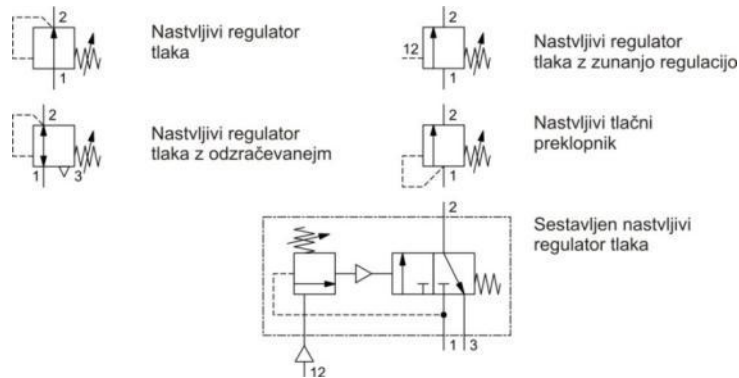 2
Nastvljivi regulator
tlaka
1
2
12
Nastvljivi regulator
tlaka z zunanjo regulacijo
1
2
Nastvljivi regulator
tlaka z odzračevanejm
1
3
2
Nastvljivi tlačni
preklopnik
1
2
Sestavljen nastvljivi
regulator tlaka
1
3
12